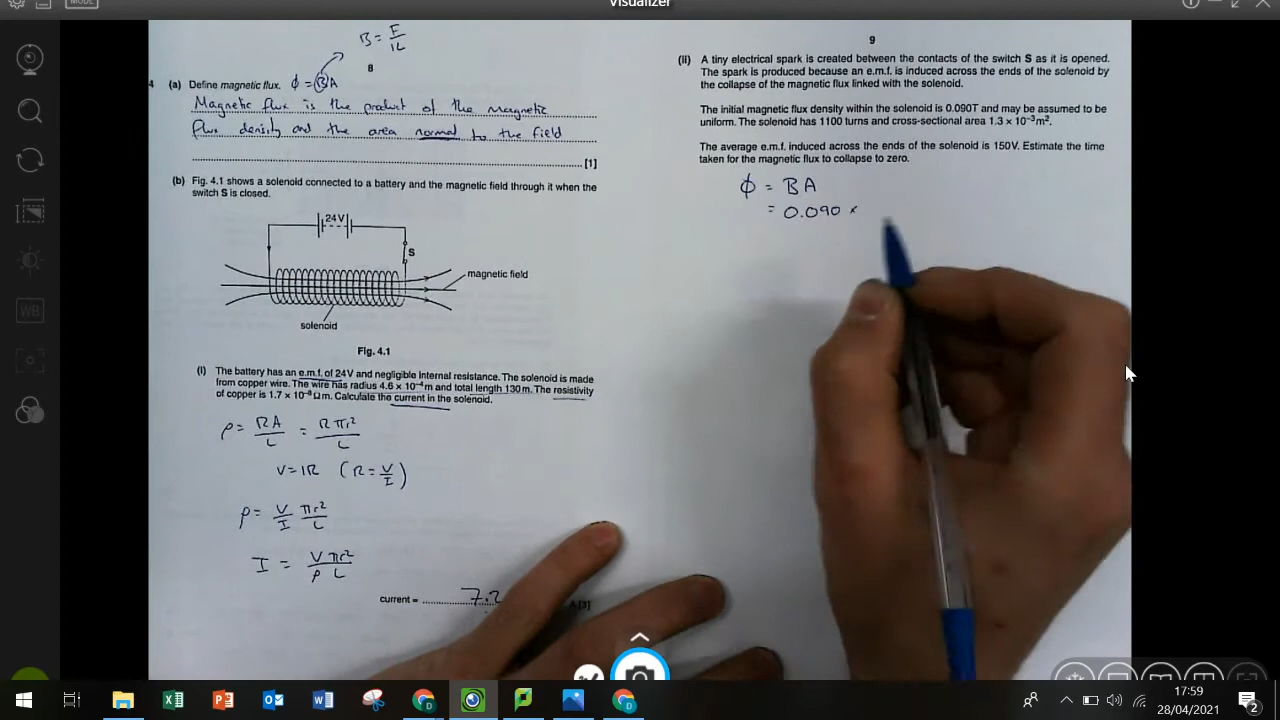 Visualizer
MODE
WB
B = F
IL
8
4 (a) Define magnetic flux. ϕ = BA
Magnetic flux is the product of the magnetic
flux density and the area normal to the field
[1]
(b) Fig. 4.1 shows a solenoid connected to a battery and the magnetic field through it when the
switch S is closed.
24V
S
magnetic field
solenoid
Fig. 4.1
(i) The battery has an e.m.f. of 24V and negligible internal resistance. The solenoid is made
from copper wire. The wire has radius 4.6 × 10⁻⁴m and total length 130m. The resistivity
of copper is 1.7 × 10⁻⁸Ωm. Calculate the current in the solenoid.
ρ = RA/L = Rπr²/L
V = IR (R = V/I)
ρ = V/I πr²/L
I = Vπr²/ρL
current = 7.2 A [3]
9
(ii) A tiny electrical spark is created between the contacts of the switch S as it is opened.
The spark is produced because an e.m.f. is induced across the ends of the solenoid by
the collapse of the magnetic flux linked with the solenoid.
The initial magnetic flux density within the solenoid is 0.090T and may be assumed to be
uniform. The solenoid has 1100 turns and cross-sectional area 1.3 × 10⁻³m².
The average e.m.f. induced across the ends of the solenoid is 150V. Estimate the time
taken for the magnetic flux to collapse to zero.
ϕ = BA
= 0.090 ×
17:59
28/04/2021
2